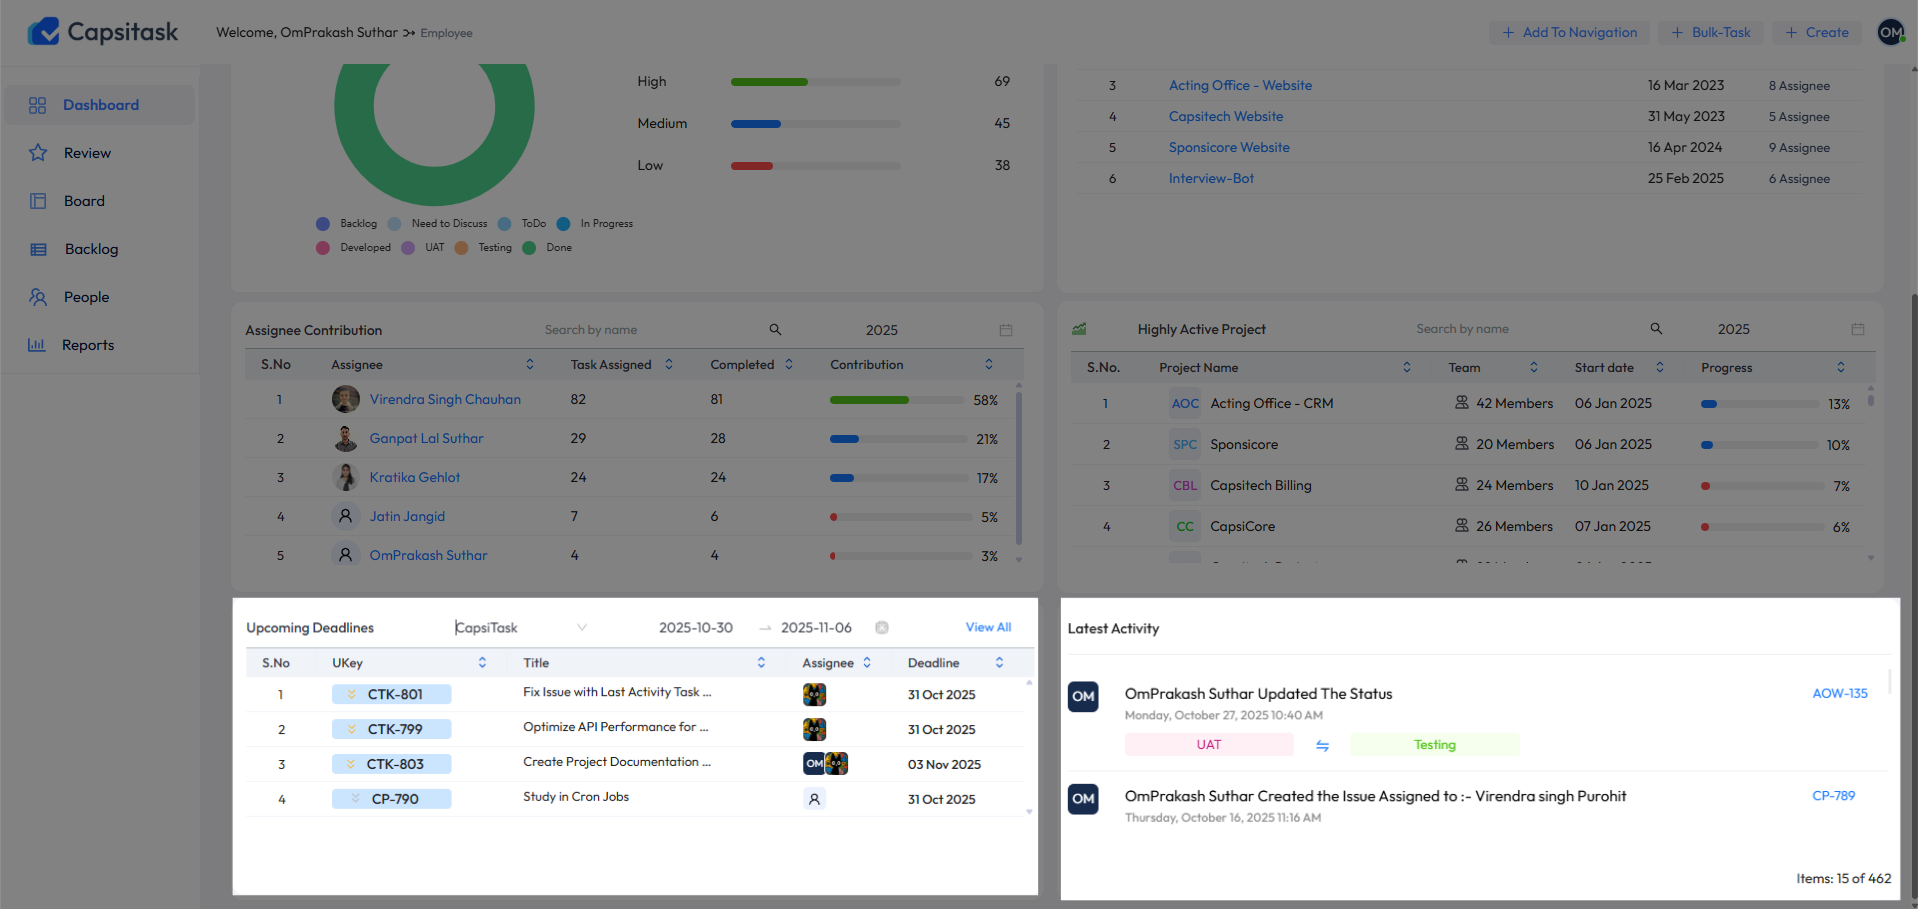 Capsitask
Welcome, OmPrakash Suthar Employee
+ Add To Navigation + Bulk-Task + Create OM
Dashboard
Review
Board
Backlog
People
Reports
High 69
Medium 45
Low 38
Backlog Need to Discuss ToDo In Progress
Developed UAT Testing Done
3 Acting Office - Website 16 Mar 2023 8 Assignee
4 Capsitech Website 31 May 2023 5 Assignee
5 Sponsicore Website 16 Apr 2024 9 Assignee
6 Interview-Bot 25 Feb 2025 6 Assignee
Assignee Contribution Search by name 2025
S.No Assignee Task Assigned Completed Contribution
1 Virendra Singh Chauhan 82 81 58%
2 Ganpat Lal Suthar 29 28 21%
3 Kratika Gehlot 24 24 17%
4 Jatin Jangid 7 6 5%
5 OmPrakash Suthar 4 4 3%
Highly Active Project Search by name 2025
S.No. Project Name Team Start date Progress
1 AOC Acting Office - CRM 42 Members 06 Jan 2025 13%
2 SPC Sponsicore 20 Members 06 Jan 2025 10%
3 CBL Capsitech Billing 24 Members 10 Jan 2025 7%
4 CC CapsiCore 26 Members 07 Jan 2025 6%
Upcoming Deadlines CapsiTask 2025-10-30 → 2025-11-06 View All
S.No UKey Title Assignee Deadline
1 CTK-801 Fix Issue with Last Activity Task ... 31 Oct 2025
2 CTK-799 Optimize API Performance for ... 31 Oct 2025
3 CTK-803 Create Project Documentation ... OM 03 Nov 2025
4 CP-790 Study in Cron Jobs 31 Oct 2025
Latest Activity
OM OmPrakash Suthar Updated The Status AOW-135
Monday, October 27, 2025 10:40 AM
UAT Testing
OM OmPrakash Suthar Created the Issue Assigned to :- Virendra singh Purohit CP-789
Thursday, October 16, 2025 11:16 AM
Items: 15 of 462